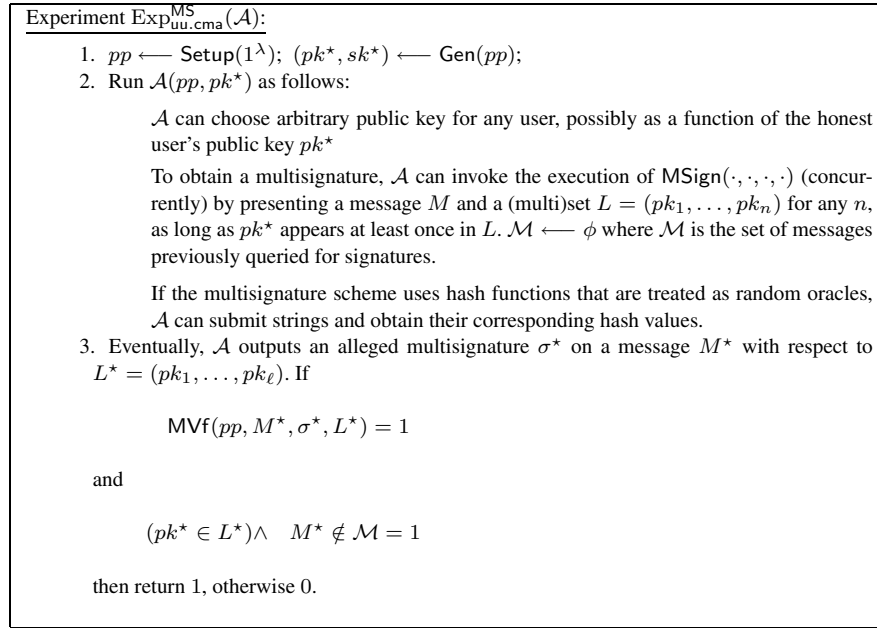 Experiment Exp^{MS}_{uu.cma}(𝒜):
1. pp ⟵ Setup(1^λ); (pk⋆, sk⋆) ⟵ Gen(pp);
2. Run 𝒜(pp, pk⋆) as follows:
𝒜 can choose arbitrary public key for any user, possibly as a function of the honest
user's public key pk⋆
To obtain a multisignature, 𝒜 can invoke the execution of MSign(·, ·, ·, ·) (concur-
rently) by presenting a message M and a (multi)set L = (pk₁, . . . , pkₙ) for any n,
as long as pk⋆ appears at least once in L. ℳ ⟵ ϕ where ℳ is the set of messages
previously queried for signatures.
If the multisignature scheme uses hash functions that are treated as random oracles,
𝒜 can submit strings and obtain their corresponding hash values.
3. Eventually, 𝒜 outputs an alleged multisignature σ⋆ on a message M⋆ with respect to
L⋆ = (pk₁, . . . , pk_ℓ). If
MVf(pp, M⋆, σ⋆, L⋆) = 1
and
(pk⋆ ∈ L⋆)∧ M⋆ ∉ ℳ = 1
then return 1, otherwise 0.